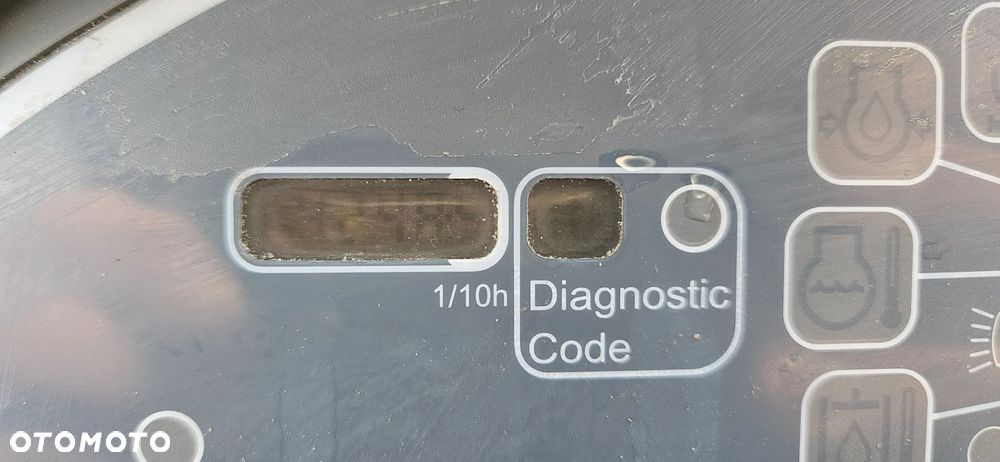 1/10h
Diagnostic
Code
OTOMOTO